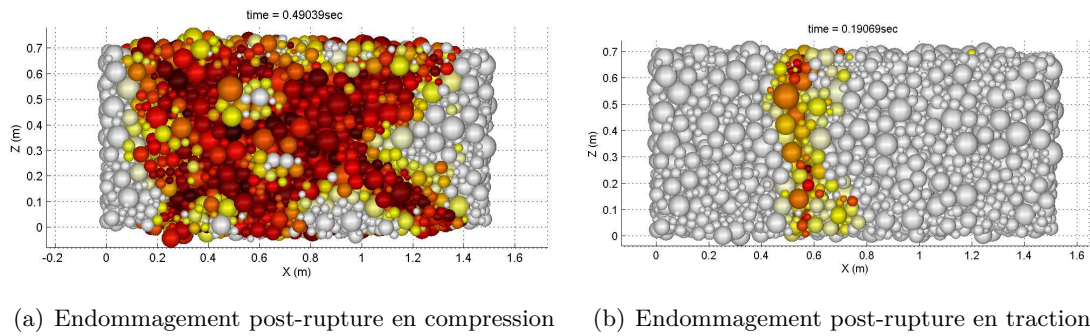 time = 0.49039sec
0.7
0.6
0.5
0.4
0.3
0.2
0.1
0
Z (m)
-0.2 0 0.2 0.4 0.6 0.8 1 1.2 1.4 1.6
X (m)
(a) Endommagement post-rupture en compression
time = 0.19069sec
0.7
0.6
0.5
0.4
0.3
0.2
0.1
0
Z (m)
0 0.2 0.4 0.6 0.8 1 1.2 1.4 1.6
X (m)
(b) Endommagement post-rupture en traction